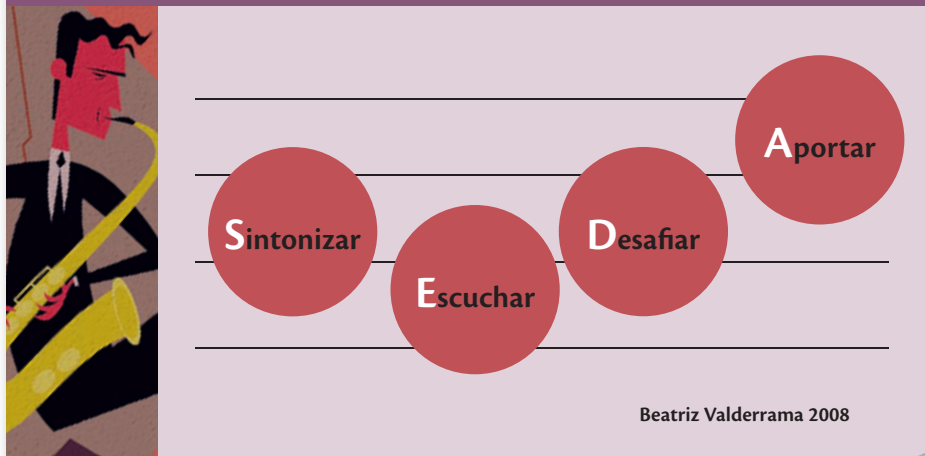 Sintonizar
Escuchar
Desafiar
Aportar
Beatriz Valderrama 2008